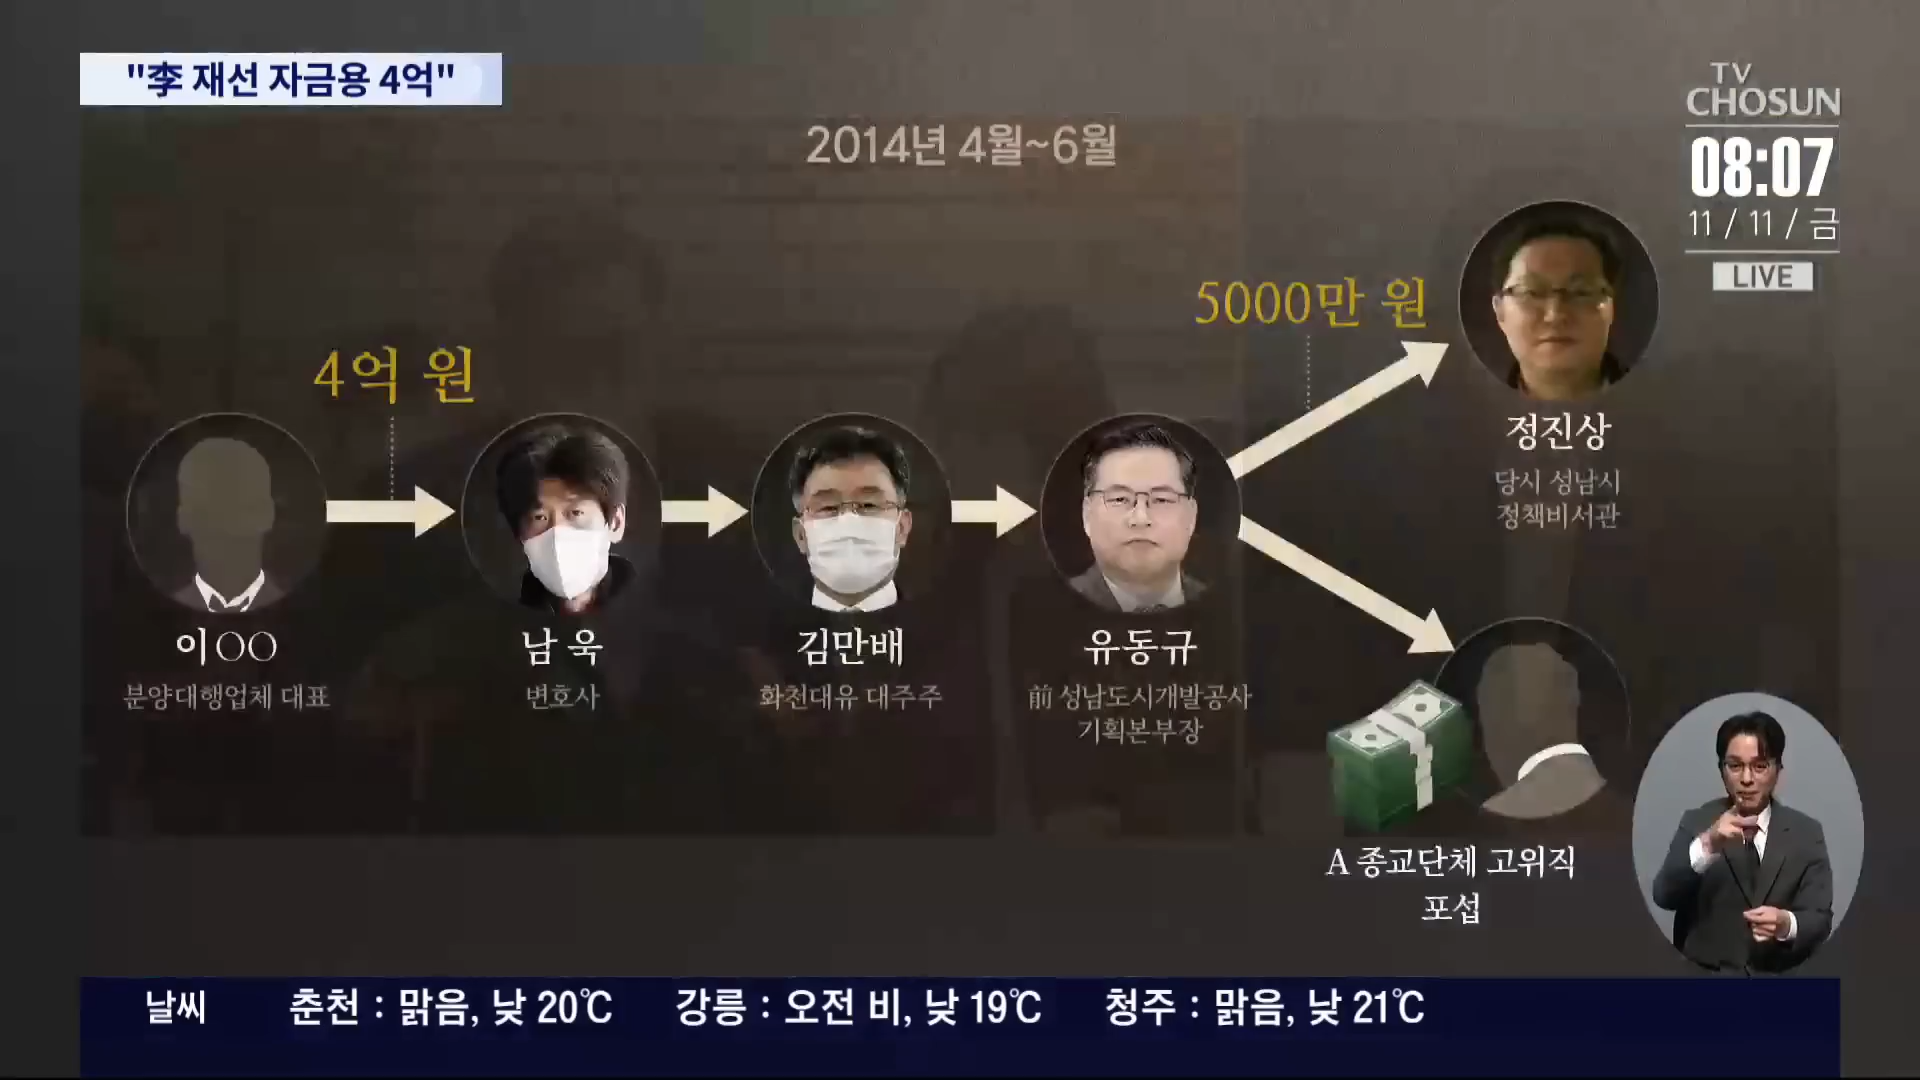 "李 재선 자금용 4억"
TV
CHOSUN
08:07
11 / 11 / 금
LIVE
2014년 4월~6월
4억 원
5000만 원
정진상
당시 성남시
정책비서관
이○○
분양대행업체 대표
남 욱
변호사
김만배
화천대유 대주주
유동규
前 성남도시개발공사
기획본부장
A 종교단체 고위직
포섭
날씨 춘천 : 맑음, 낮 20℃ 강릉 : 오전 비, 낮 19℃ 청주 : 맑음, 낮 21℃